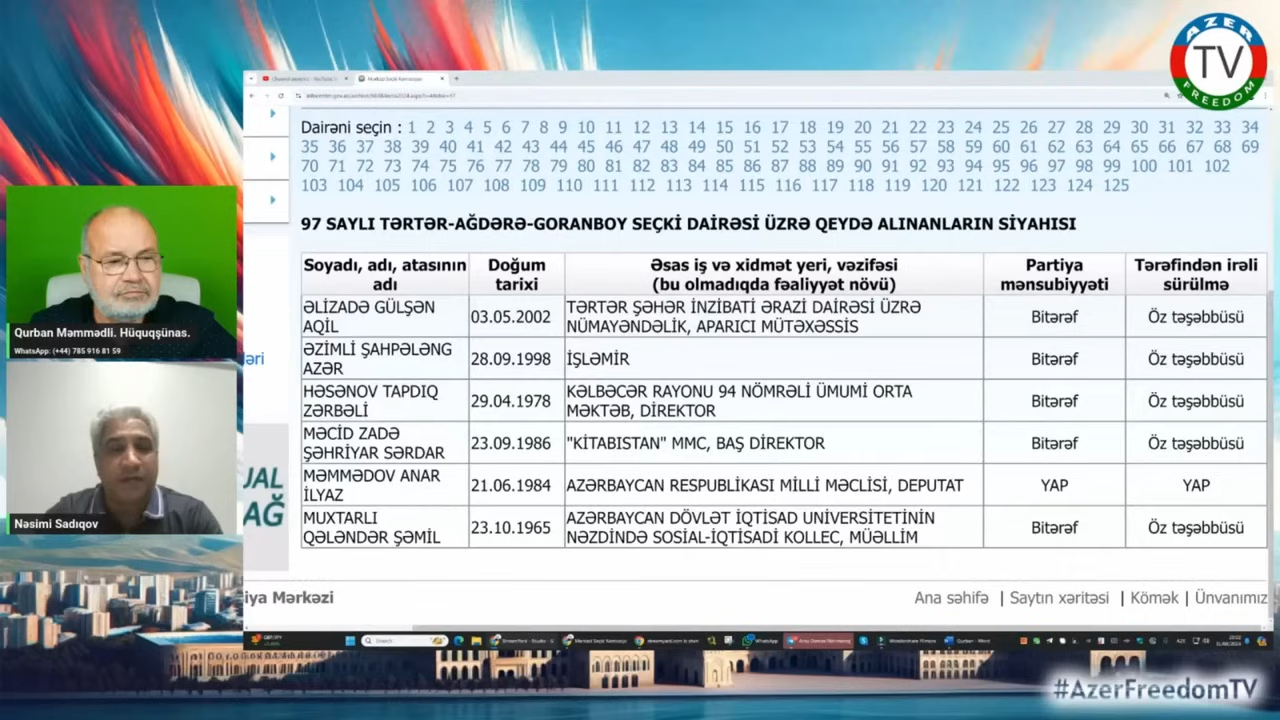 AZER
TV
FREEDOM
Dairəni seçin : 1 2 3 4 5 6 7 8 9 10 11 12 13 14 15 16 17 18 19 20 21 22 23 24 25 26 27 28 29 30 31 32 33 34
35 36 37 38 39 40 41 42 43 44 45 46 47 48 49 50 51 52 53 54 55 56 57 58 59 60 61 62 63 64 65 66 67 68 69
70 71 72 73 74 75 76 77 78 79 80 81 82 83 84 85 86 87 88 89 90 91 92 93 94 95 96 97 98 99 100 101 102
103 104 105 106 107 108 109 110 111 112 113 114 115 116 117 118 119 120 121 122 123 124 125
97 SAYLI TƏRTƏR-AĞDƏRƏ-GORANBOY SEÇKİ DAİRƏSİ ÜZRƏ QEYDƏ ALINANLARIN SİYAHISI
Soyadı, adı, atasının adı Doğum tarixi Əsas iş və xidmət yeri, vəzifəsi (bu olmadıqda fəaliyyət növü) Partiya mənsubiyyəti Tərəfindən irəli sürülmə
ƏLİZADƏ GÜLŞƏN AQİL 03.05.2002 TƏRTƏR ŞƏHƏR İNZİBATİ ƏRAZİ DAİRƏSİ ÜZRƏ NÜMAYƏNDƏLİK, APARICI MÜTƏXƏSSİS Bitərəf Öz təşəbbüsü
ƏZİMLİ ŞAHPƏLƏNG AZƏR 28.09.1998 İŞLƏMİR Bitərəf Öz təşəbbüsü
HƏSƏNOV TAPDIQ ZƏRBƏLİ 29.04.1978 KƏLBƏCƏR RAYONU 94 NÖMRƏLİ ÜMUMİ ORTA MƏKTƏB, DİREKTOR Bitərəf Öz təşəbbüsü
MƏCİD ZADƏ ŞƏHRİYAR SƏRDAR 23.09.1986 "KİTABISTAN" MMC, BAŞ DİREKTOR Bitərəf Öz təşəbbüsü
MƏMMƏDOV ANAR İLYAZ 21.06.1984 AZƏRBAYCAN RESPUBLİKASI MİLLİ MƏCLİSİ, DEPUTAT YAP YAP
MUXTARLI QƏLƏNDƏR ŞƏMİL 23.10.1965 AZƏRBAYCAN DÖVLƏT İQTİSAD UNİVERSİTETİNİN NƏZDİNDƏ SOSİAL-İQTİSADİ KOLLEC, MÜƏLLİM Bitərəf Öz təşəbbüsü
Qurban Məmmədli. Hüquqşünas.
WhatsApp: (+44) 785 916 81 59
əri
UAL
AĞ
Nəsimi Sadıqov
iya Mərkəzi
Ana səhifə | Saytın xəritəsi | Kömək | Ünvanımız
Search
#AzerFreedomTV